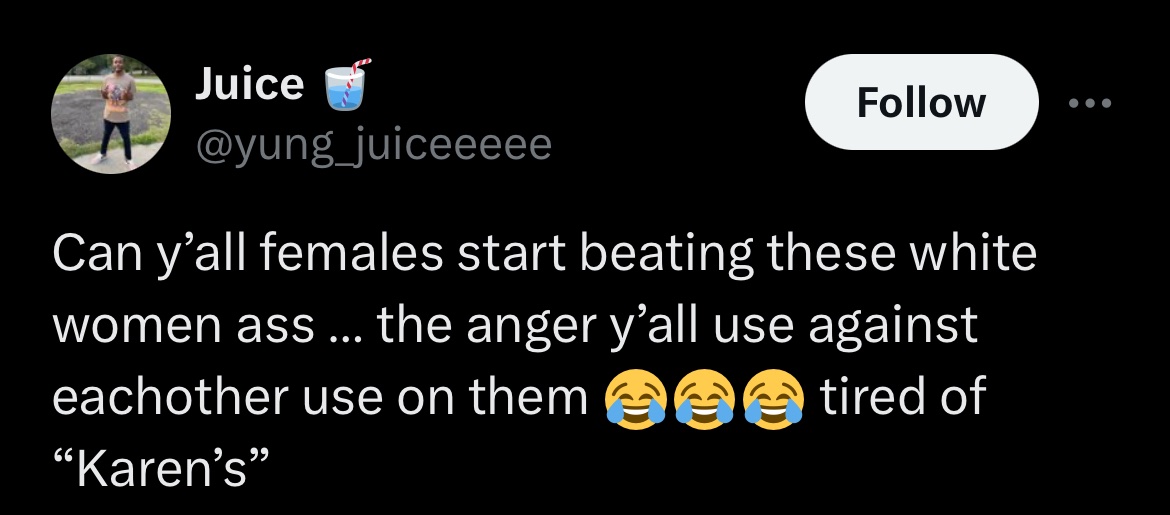 Juice 🥤
@yung_juiceeeee
Follow
Can y’all females start beating these white
women ass ... the anger y’all use against
eachother use on them 😂😂😂 tired of
“Karen’s”